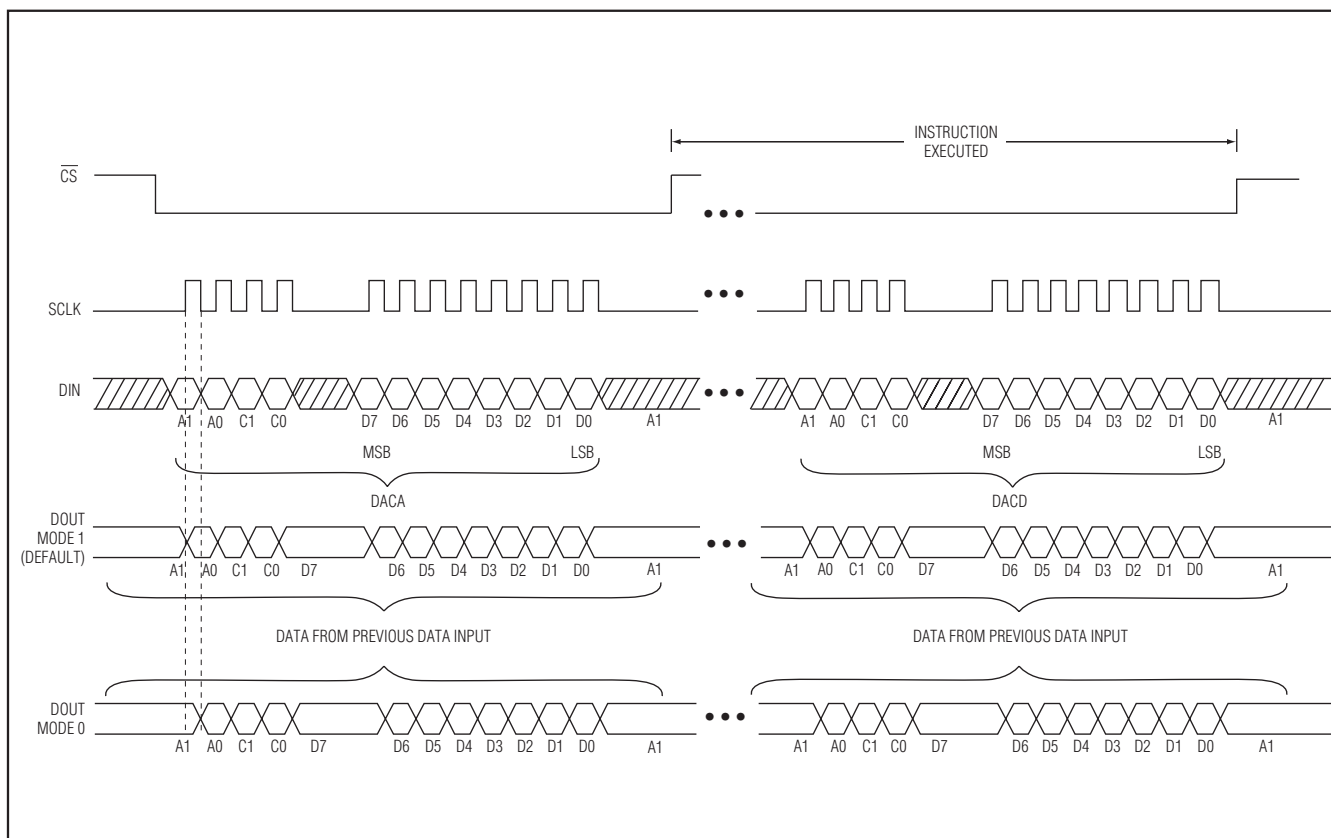 INSTRUCTION
EXECUTED
CS
SCLK
DIN
A1 A0 C1 C0 D7 D6 D5 D4 D3 D2 D1 D0 A1 A1 A0 C1 C0 D7 D6 D5 D4 D3 D2 D1 D0 A1
MSB LSB MSB LSB
DACA DACD
DOUT
MODE 1
(DEFAULT)
A1 A0 C1 C0 D7 D6 D5 D4 D3 D2 D1 D0 A1 A1 A0 C1 C0 D7 D6 D5 D4 D3 D2 D1 D0 A1
DATA FROM PREVIOUS DATA INPUT DATA FROM PREVIOUS DATA INPUT
DOUT
MODE 0
A1 A0 C1 C0 D7 D6 D5 D4 D3 D2 D1 D0 A1 A1 A0 C1 C0 D7 D6 D5 D4 D3 D2 D1 D0 A1